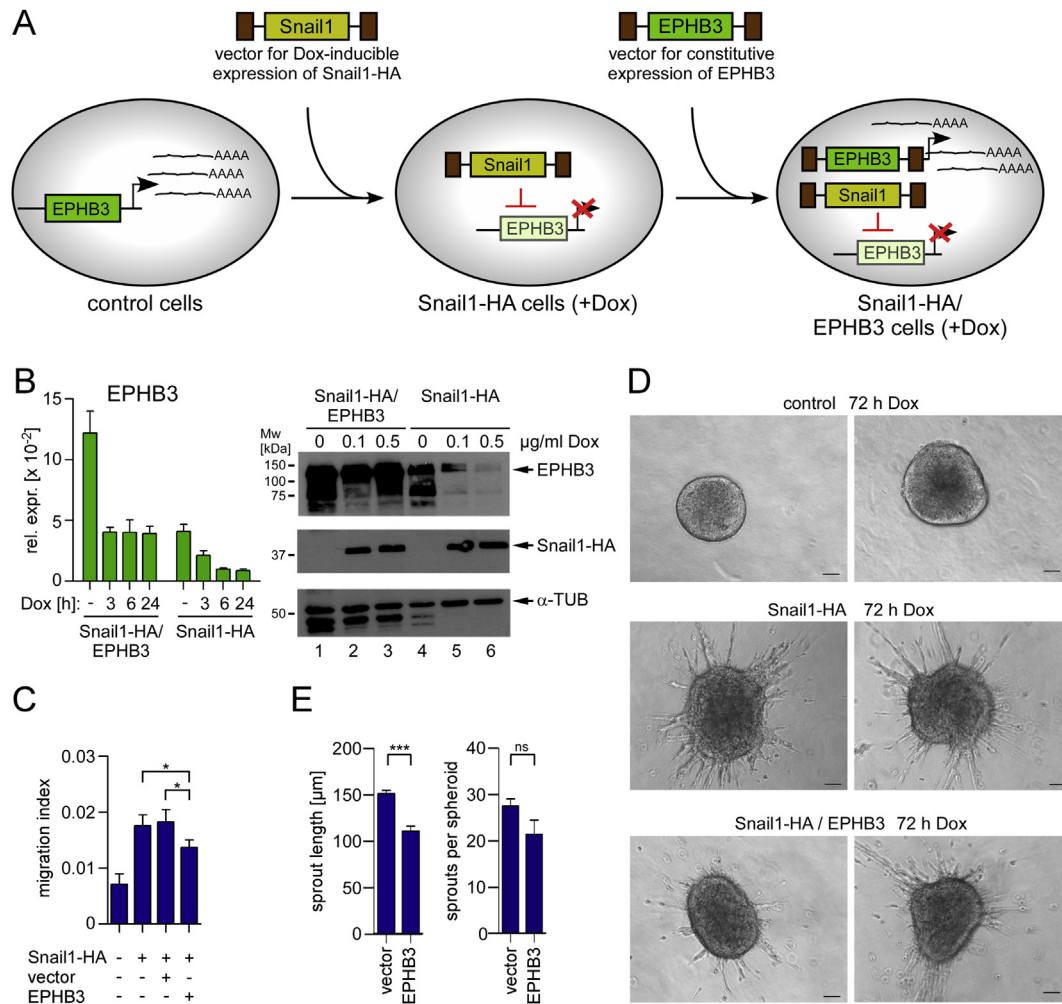 A
Snail1
vector for Dox-inducible
expression of Snail1-HA
EPHB3
vector for constitutive
expression of EPHB3
AAAA
AAAA
AAAA
EPHB3
control cells
Snail1
EPHB3
Snail1-HA cells (+Dox)
AAAA
EPHB3
AAAA
AAAA
Snail1
EPHB3
Snail1-HA/
EPHB3 cells (+Dox)
B
EPHB3
rel. expr. [x 10-2]
15
10
5
0
Dox [h]: - 3 6 24 - 3 6 24
Snail1-HA/
EPHB3
Snail1-HA
Snail1-HA/
EPHB3
Snail1-HA
Mw
[kDa]
0 0.1 0.5 0 0.1 0.5 µg/ml Dox
150
100
75
EPHB3
37
Snail1-HA
50
α-TUB
1 2 3 4 5 6
C
migration index
0.03
0.02
0.01
0
*
*
Snail1-HA - + + +
vector - - + -
EPHB3 - - - +
D
control 72 h Dox
Snail1-HA 72 h Dox
Snail1-HA / EPHB3 72 h Dox
E
sprout length [µm]
200
150
100
50
0
***
vector
EPHB3
sprouts per spheroid
40
30
20
10
0
ns
vector
EPHB3